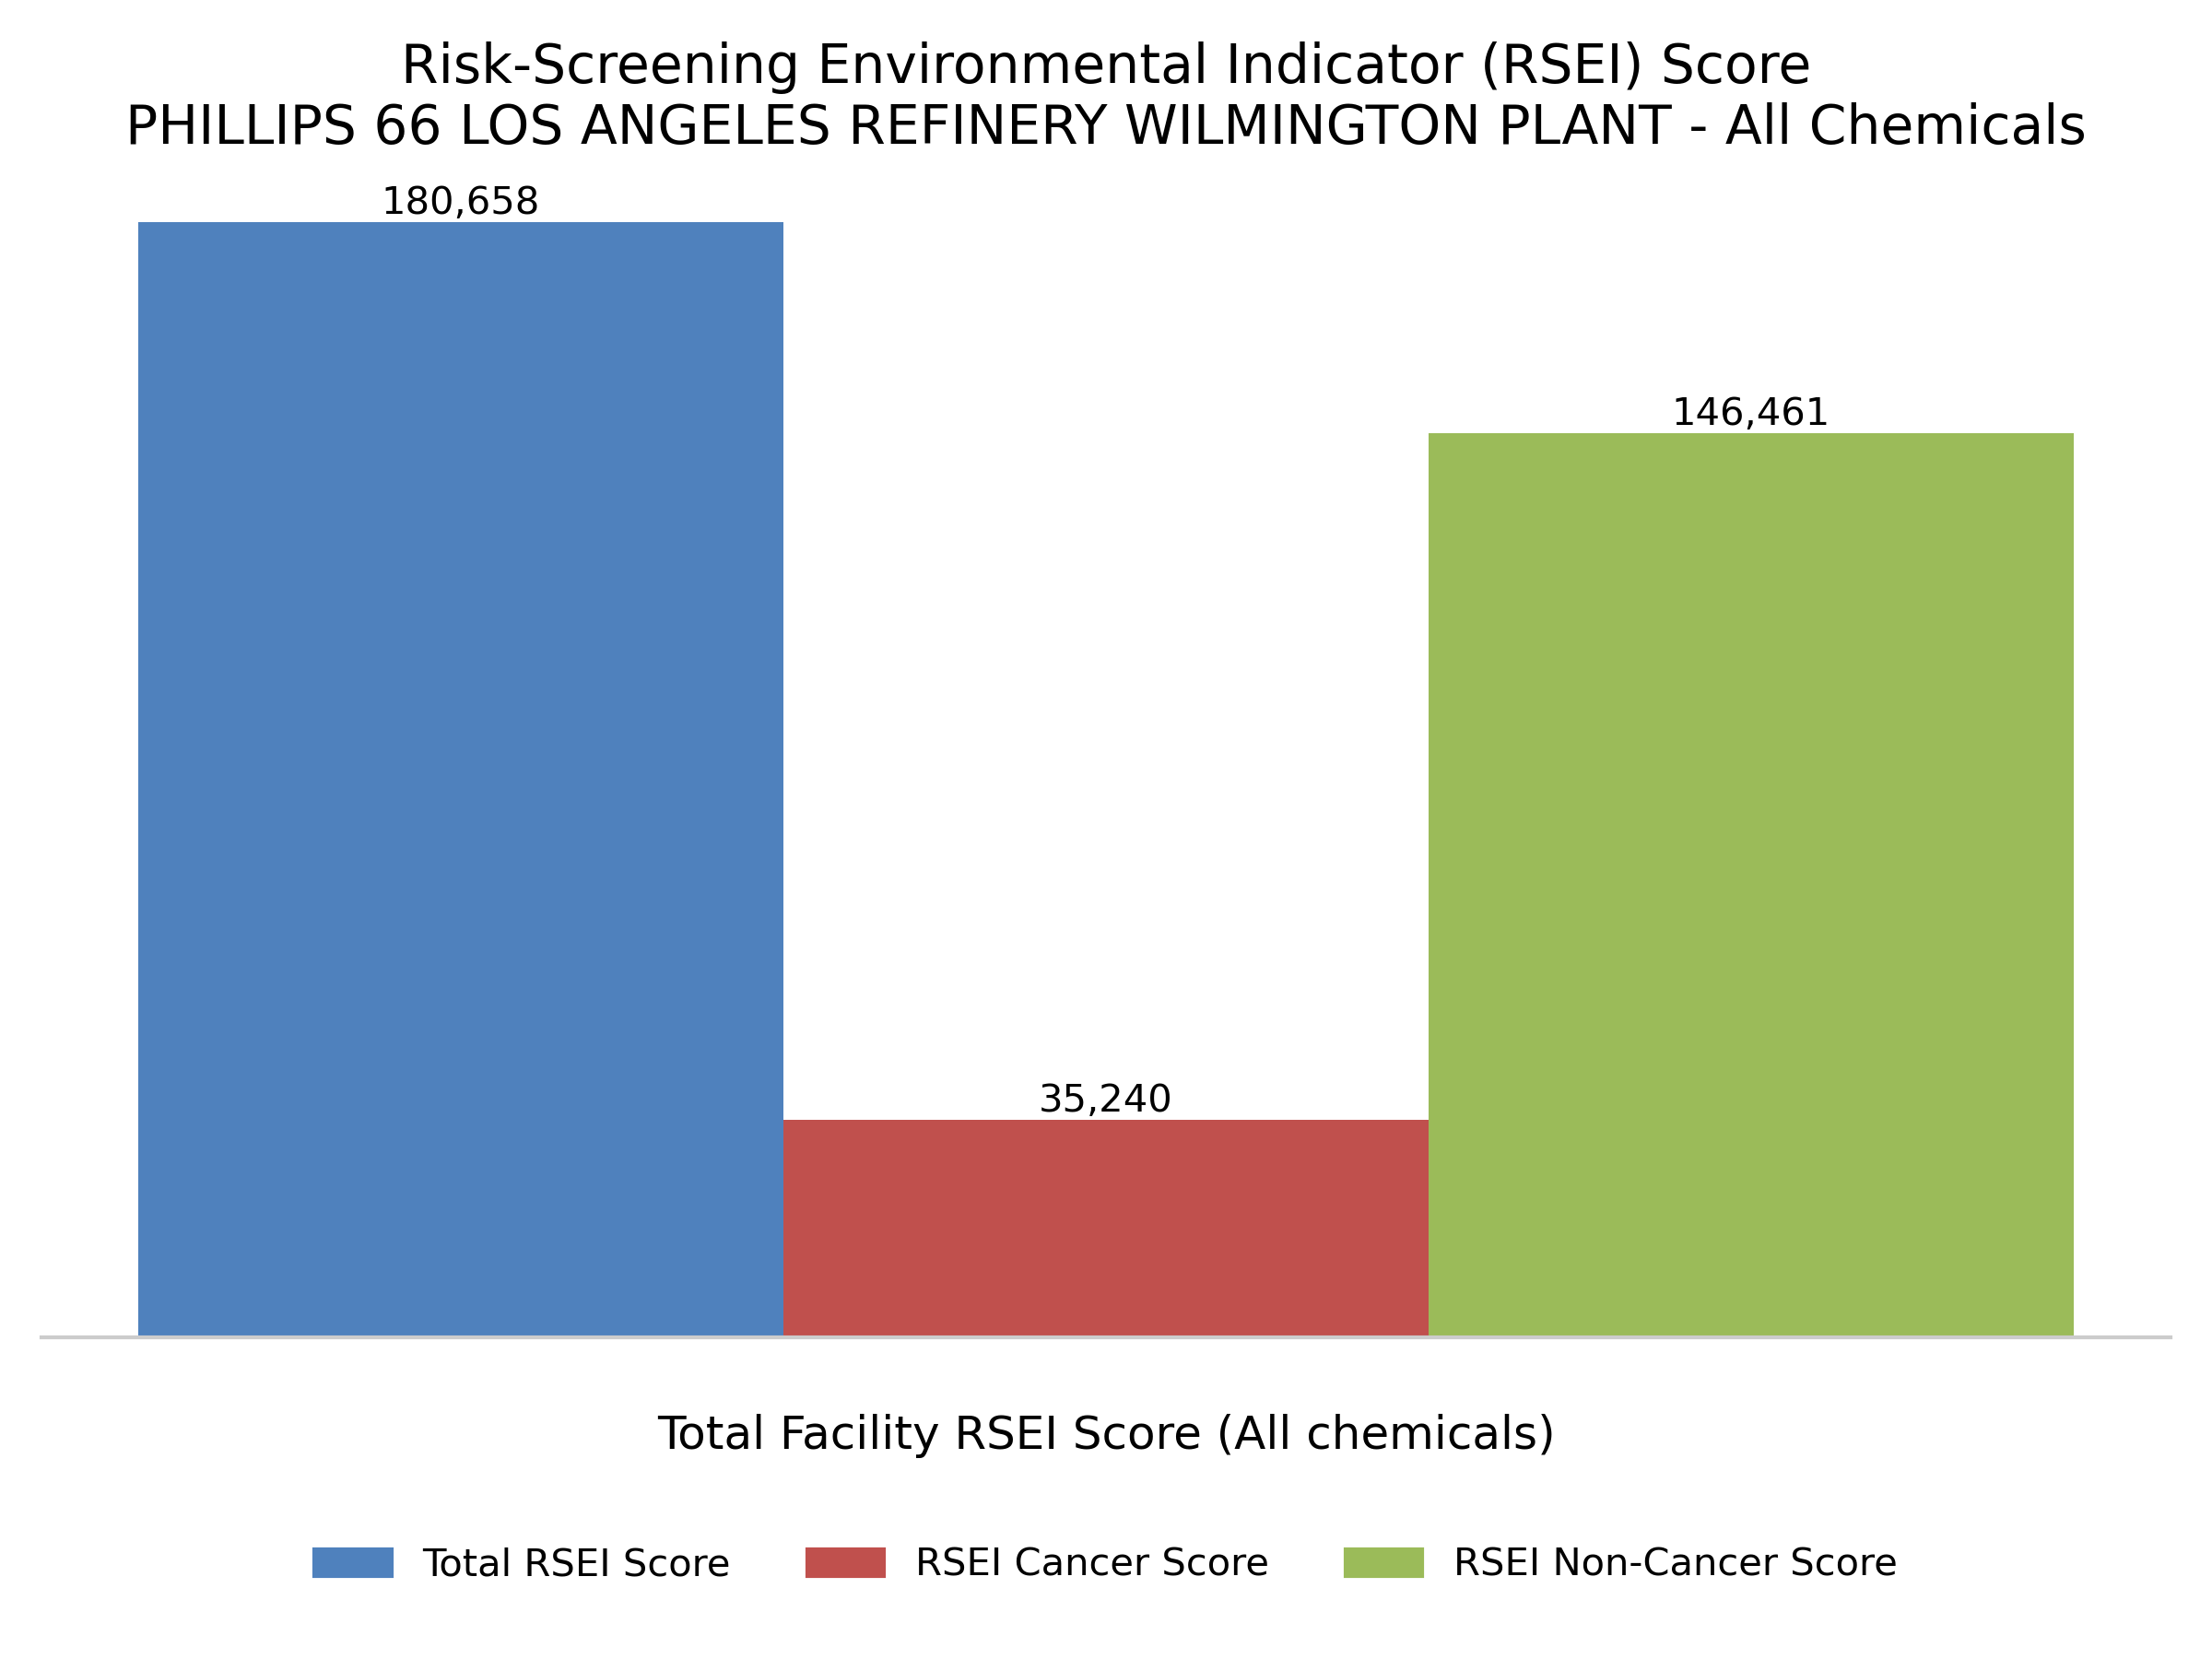 Risk-Screening Environmental Indicator (RSEI) Score
PHILLIPS 66 LOS ANGELES REFINERY WILMINGTON PLANT - All Chemicals
180,658
146,461
35,240
Total Facility RSEI Score (All chemicals)
Total RSEI Score
RSEI Cancer Score
RSEI Non-Cancer Score